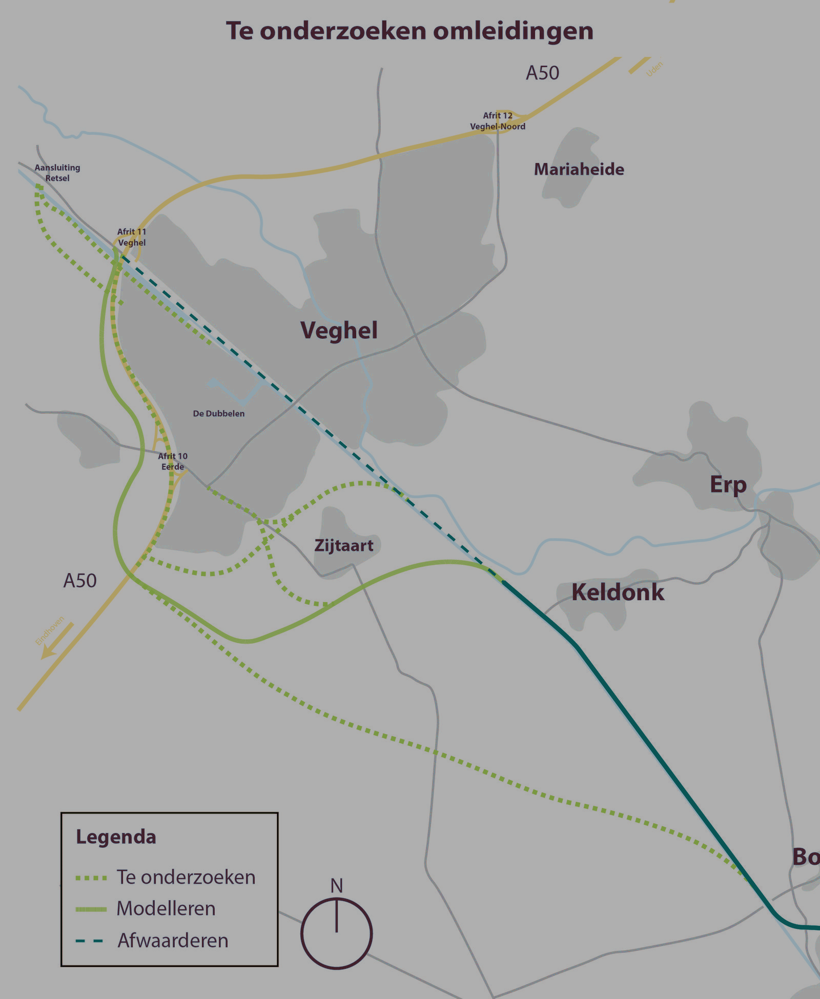 Te onderzoeken omleidingen
A50
Uden
Afrit 12
Veghel-Noord
Mariaheide
Aansluiting
Retsel
Afrit 11
Veghel
Veghel
De Dubbelen
Afrit 10
Eerde
Erp
Zijtaart
A50
Keldonk
Eindhoven
Bo
Legenda
Te onderzoeken
Modelleren
Afwaarderen
N